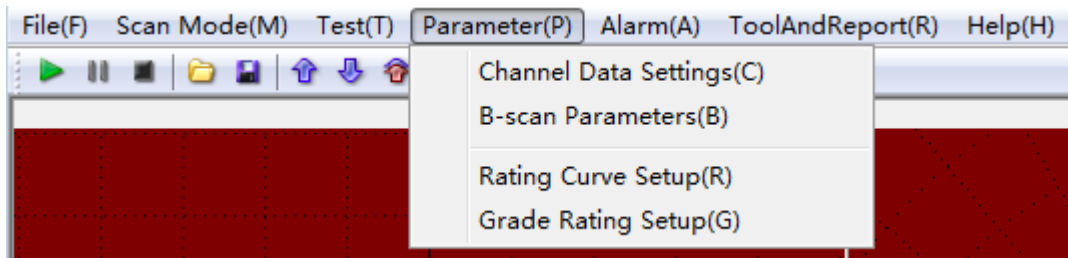 File(F) Scan Mode(M) Test(T) Parameter(P) Alarm(A) ToolAndReport(R) Help(H)
Channel Data Settings(C)
B-scan Parameters(B)
Rating Curve Setup(R)
Grade Rating Setup(G)